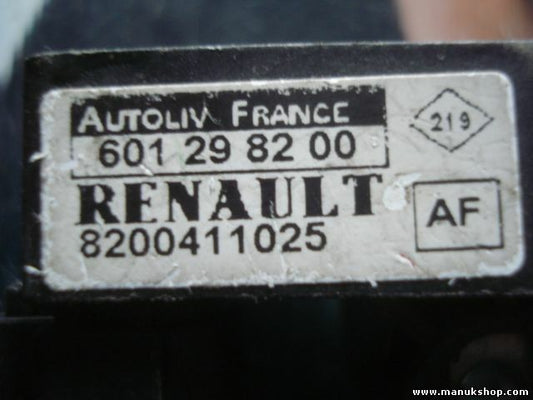 AUTOLIV FRANCE
219
601 29 82 00
RENAULT
AF
8200411025
www.manukshop.com